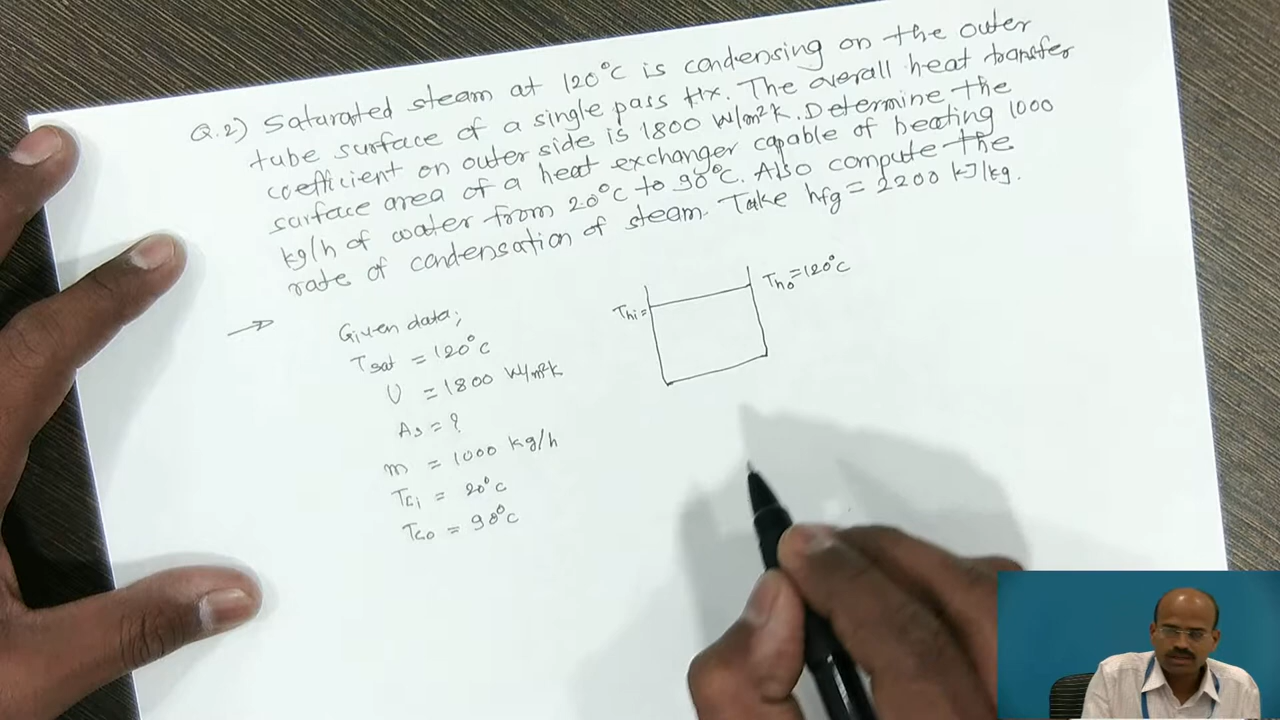 Q.2) Saturated steam at 120°C is condensing on the outer
tube surface of a single pass Hx. The overall heat transfer
coefficient on outer side is 1800 W/m²K. Determine the
surface area of a heat exchanger capable of heating 1000
kg/h of water from 20°C to 90°C. Also compute the
rate of condensation of steam. Take hfg = 2200 kJ/kg.
→ Given data;
Tsat = 120°C
U = 1800 W/m²K
As = ?
m = 1000 kg/h
Tci = 20°C
Tco = 90°C
Thi =
Tho = 120°C